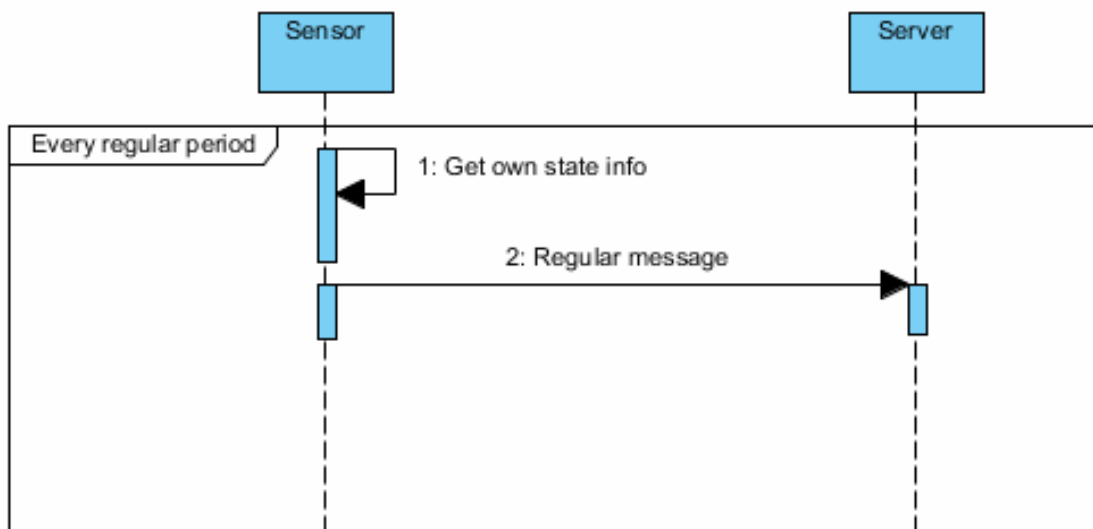 Sensor
Server
Every regular period
1: Get own state info
2: Regular message